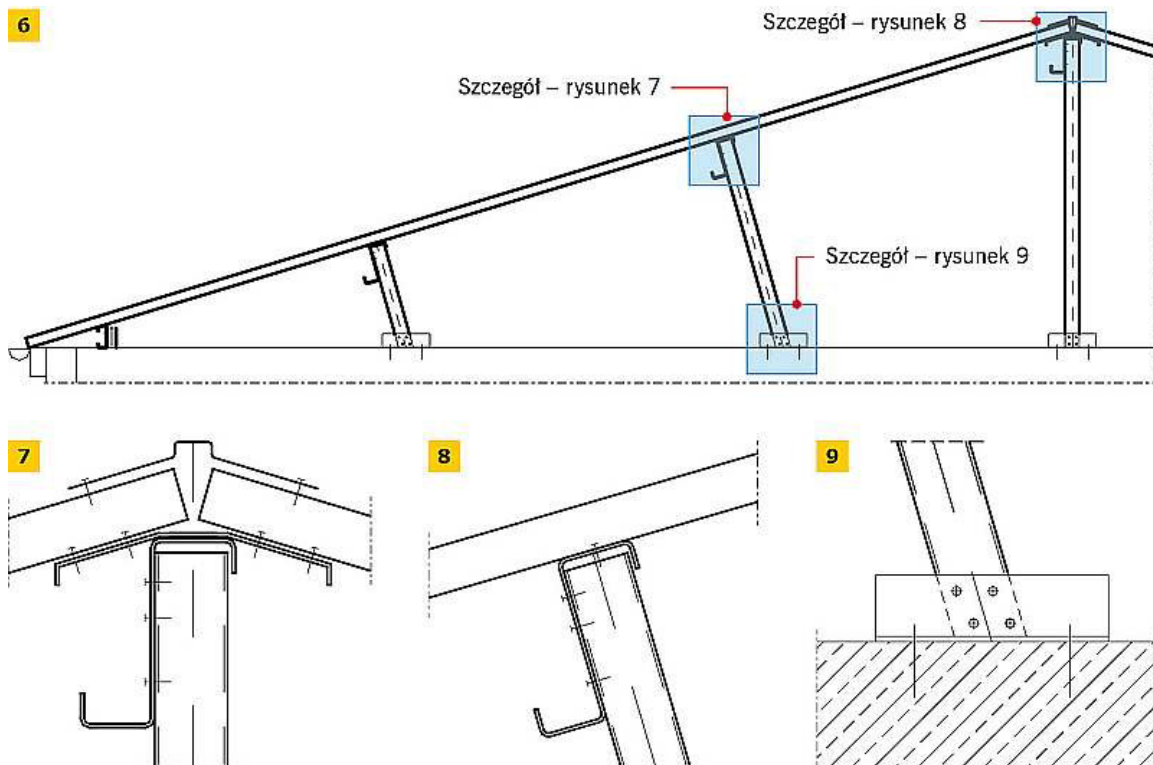 6
Szczegół – rysunek 8
Szczegół – rysunek 7
Szczegół – rysunek 9
7
8
9